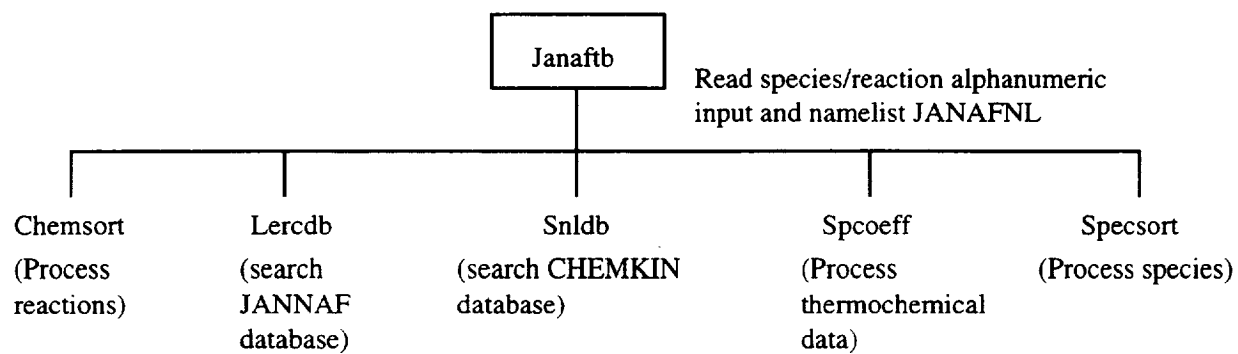 Janaftb
Read species/reaction alphanumeric
input and namelist JANAFNL
Chemsort
(Process
reactions)
Lercdb
(search
JANNAF
database)
Snldb
(search CHEMKIN
database)
Spcoeff
(Process
thermochemical
data)
Specsort
(Process species)